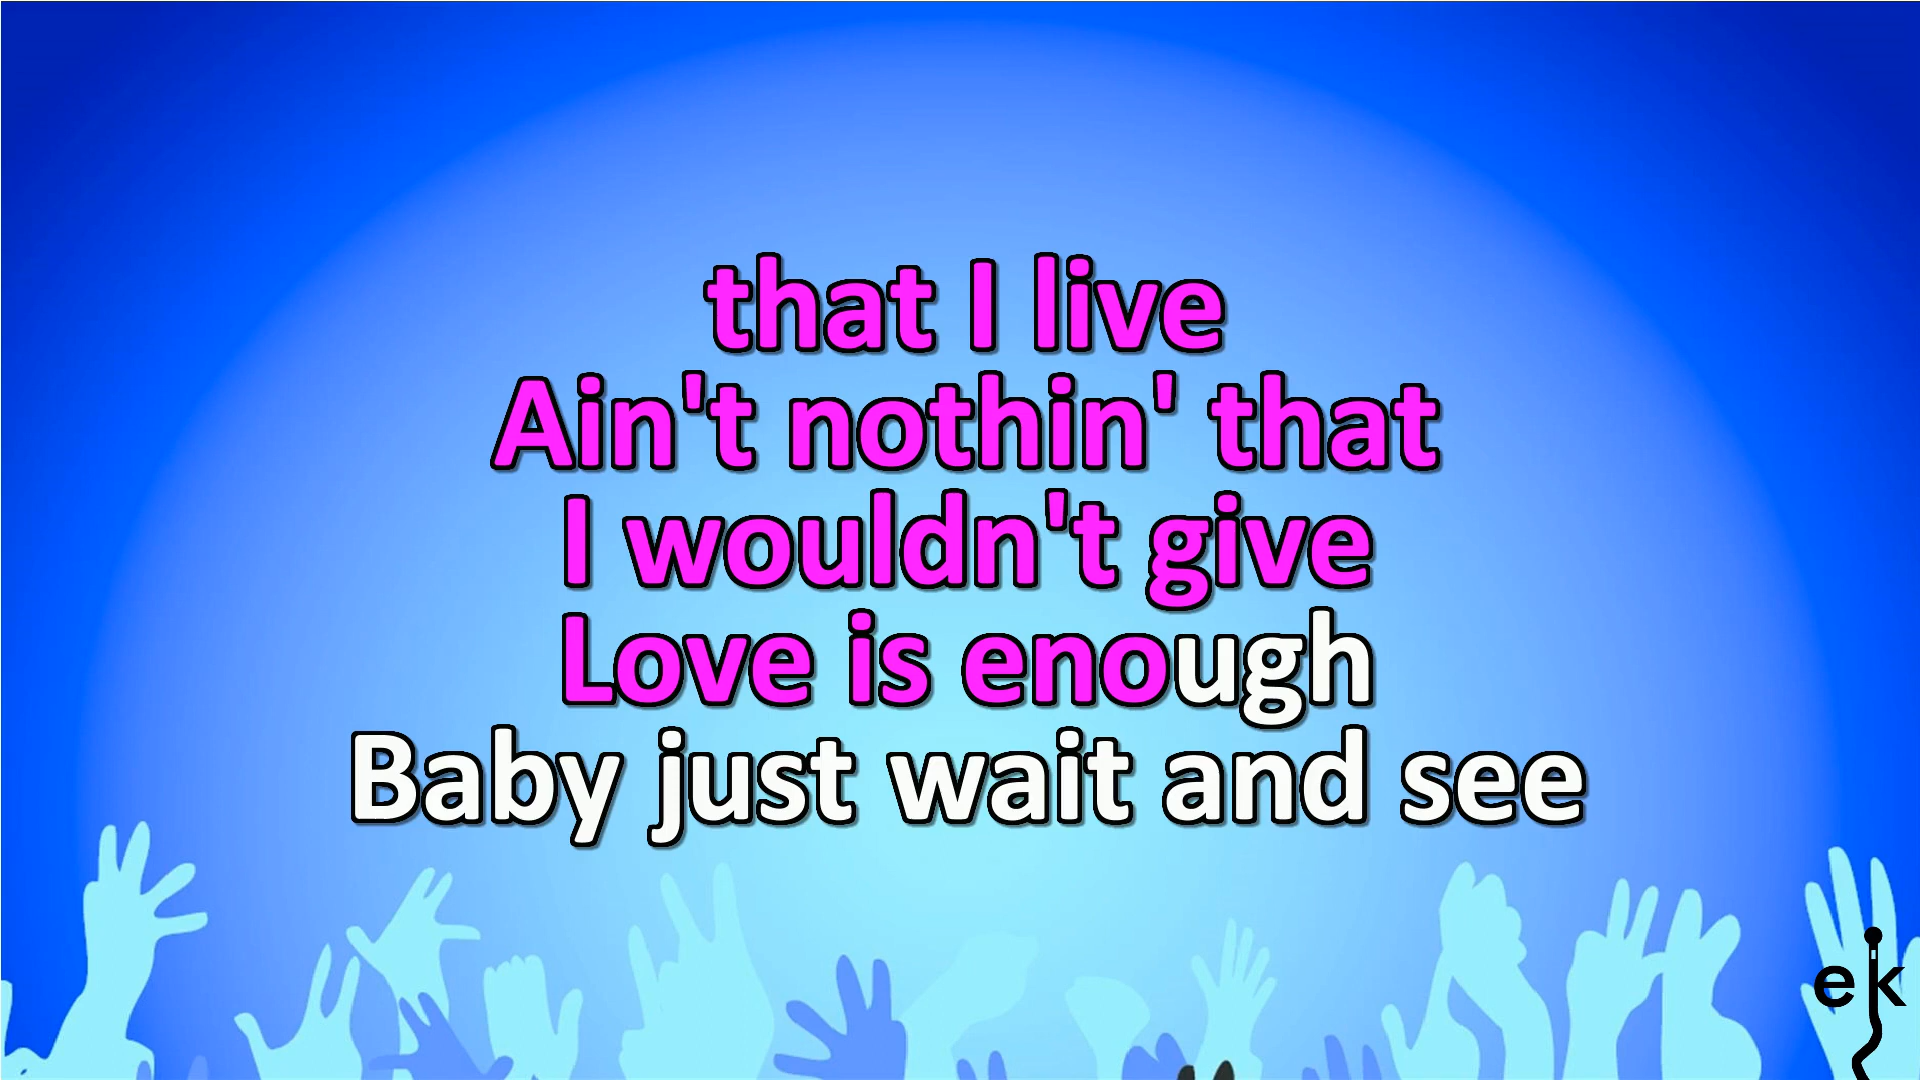 that I live
Ain't nothin' that
I wouldn't give
Love is enough
Baby just wait and see
ek